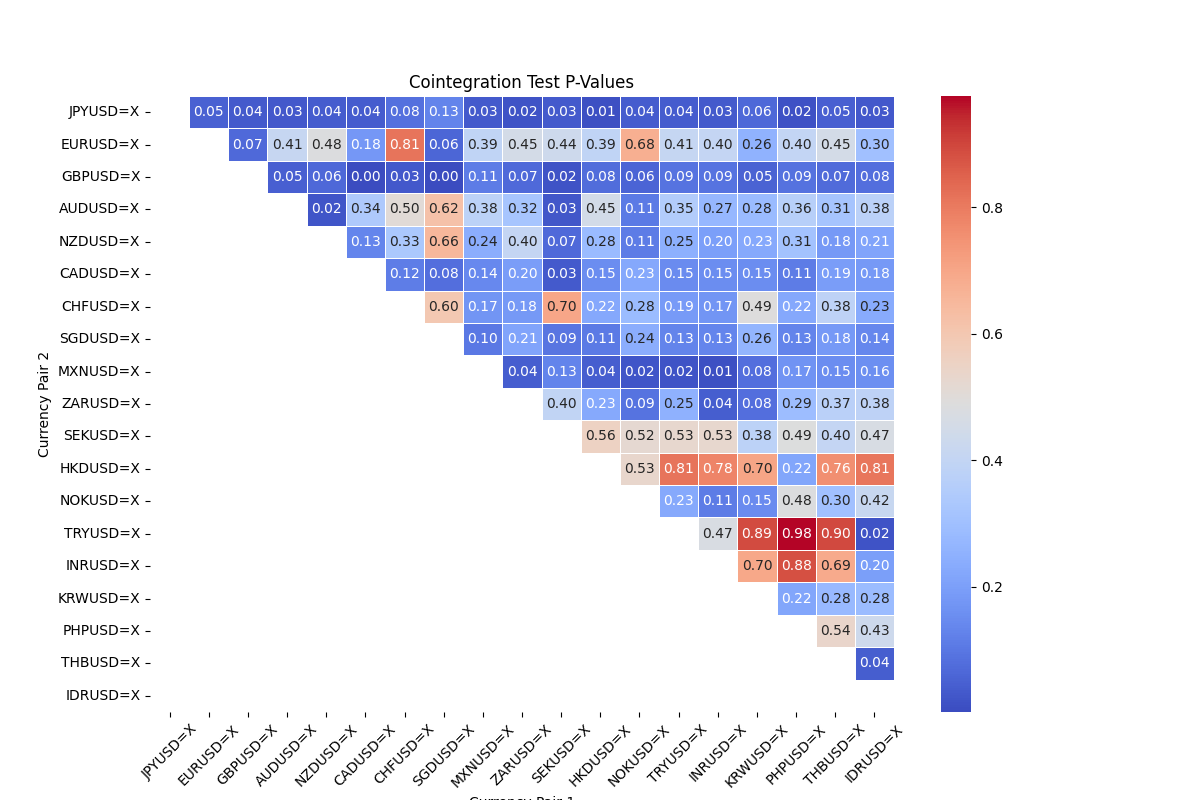 Cointegration Test P-Values
JPYUSD=X 0.05 0.04 0.03 0.04 0.04 0.08 0.13 0.03 0.02 0.03 0.01 0.04 0.04 0.03 0.06 0.02 0.05 0.03
EURUSD=X 0.07 0.41 0.48 0.18 0.81 0.06 0.39 0.45 0.44 0.39 0.68 0.41 0.40 0.26 0.40 0.45 0.30
GBPUSD=X 0.05 0.06 0.00 0.03 0.00 0.11 0.07 0.02 0.08 0.06 0.09 0.09 0.05 0.09 0.07 0.08
AUDUSD=X 0.02 0.34 0.50 0.62 0.38 0.32 0.03 0.45 0.11 0.35 0.27 0.28 0.36 0.31 0.38
0.8
NZDUSD=X 0.13 0.33 0.66 0.24 0.40 0.07 0.28 0.11 0.25 0.20 0.23 0.31 0.18 0.21
CADUSD=X 0.12 0.08 0.14 0.20 0.03 0.15 0.23 0.15 0.15 0.15 0.11 0.19 0.18
CHFUSD=X 0.60 0.17 0.18 0.70 0.22 0.28 0.19 0.17 0.49 0.22 0.38 0.23
0.6
SGDUSD=X 0.10 0.21 0.09 0.11 0.24 0.13 0.13 0.26 0.13 0.18 0.14
MXNUSD=X 0.04 0.13 0.04 0.02 0.02 0.01 0.08 0.17 0.15 0.16
Currency Pair 2
ZARUSD=X 0.40 0.23 0.09 0.25 0.04 0.08 0.29 0.37 0.38
SEKUSD=X 0.56 0.52 0.53 0.53 0.38 0.49 0.40 0.47
0.4
HKDUSD=X 0.53 0.81 0.78 0.70 0.22 0.76 0.81
NOKUSD=X 0.23 0.11 0.15 0.48 0.30 0.42
TRYUSD=X 0.47 0.89 0.98 0.90 0.02
INRUSD=X 0.70 0.88 0.69 0.20
0.2
KRWUSD=X 0.22 0.28 0.28
PHPUSD=X 0.54 0.43
THBUSD=X 0.04
IDRUSD=X
JPYUSD=X EURUSD=X GBPUSD=X AUDUSD=X NZDUSD=X CADUSD=X CHFUSD=X SGDUSD=X MXNUSD=X ZARUSD=X SEKUSD=X HKDUSD=X NOKUSD=X TRYUSD=X INRUSD=X KRWUSD=X PHPUSD=X THBUSD=X IDRUSD=X
Currency Pair 1